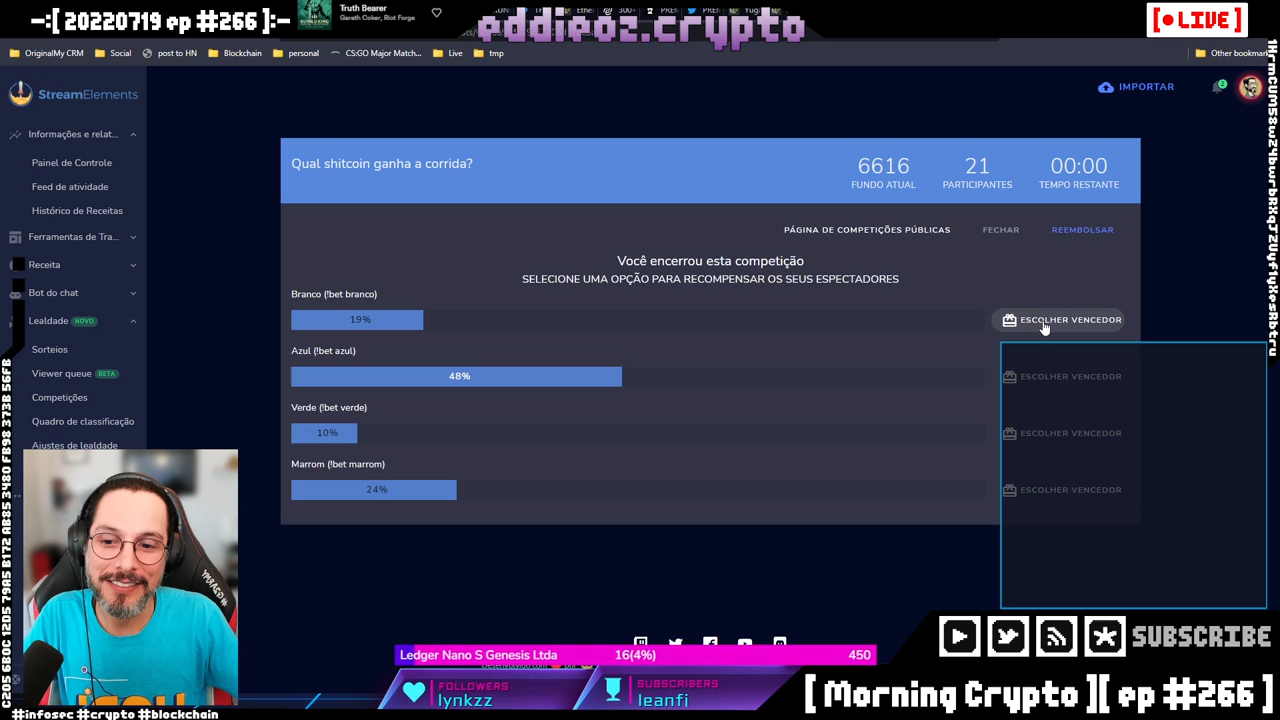 -:[ 20220719 ep #266 ]:-
Truth Bearer
Gareth Coker, Riot Forge
eddieoz.crypto
[ LIVE ]
OriginalMy CRM
Social
post to HN
Blockchain
personal
CS:GO Major Match...
Live
tmp
Other bookmar
StreamElements
IMPORTAR
2
Informações e relat...
Painel de Controle
Feed de atividade
Histórico de Receitas
Ferramentas de Tra...
Receita
Bot do chat
Lealdade NOVO
Sorteios
Viewer queue BETA
Competições
Quadro de classificação
Ajustes de lealdade
Qual shitcoin ganha a corrida?
6616
FUNDO ATUAL
21
PARTICIPANTES
00:00
TEMPO RESTANTE
PÁGINA DE COMPETIÇÕES PÚBLICAS
FECHAR
REEMBOLSAR
Você encerrou esta competição
SELECIONE UMA OPÇÃO PARA RECOMPENSAR OS SEUS ESPECTADORES
Branco (!bet branco)
19%
ESCOLHER VENCEDOR
Azul (!bet azul)
48%
ESCOLHER VENCEDOR
Verde (!bet verde)
10%
ESCOLHER VENCEDOR
Marrom (!bet marrom)
24%
ESCOLHER VENCEDOR
Ledger Nano S Genesis Ltda
16(4%)
450
FOLLOWERS
lynkzz
SUBSCRIBERS
leanfi
SUBSCRIBE
[ Morning Crypto ][ ep #266 ]
#infosec #crypto #blockchain